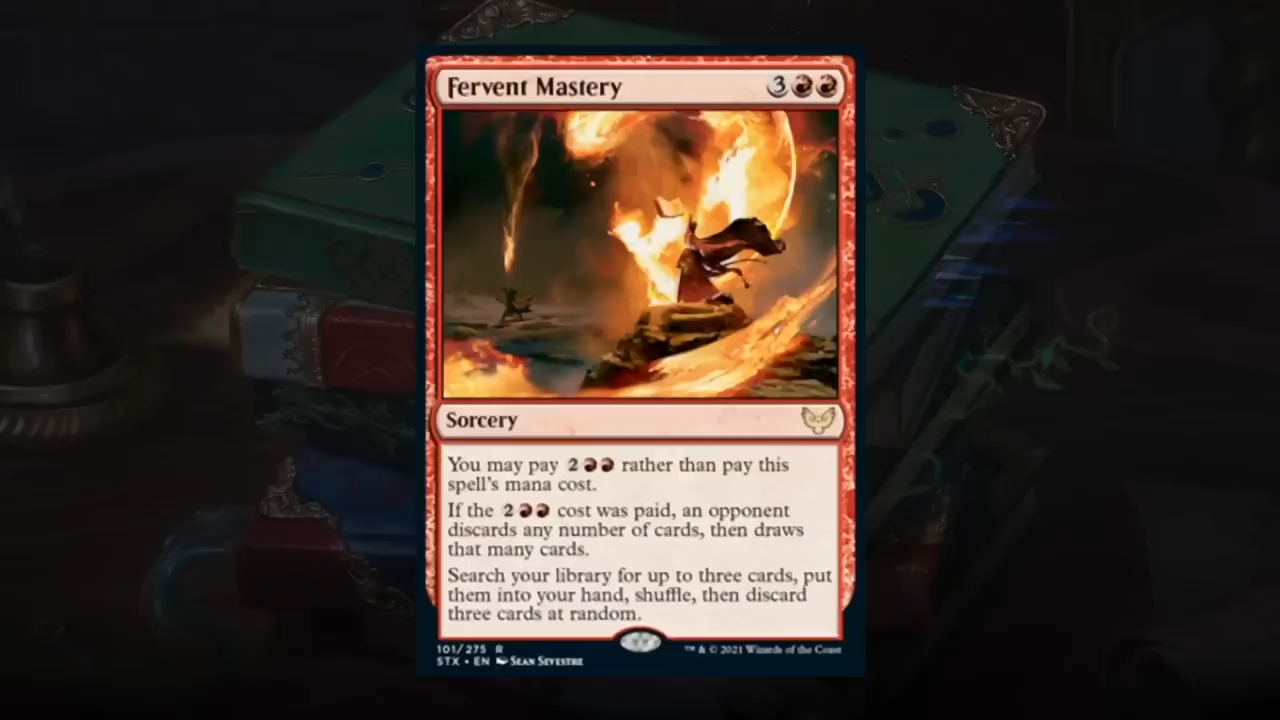 Fervent Mastery 3
Sorcery
You may pay 2 rather than pay this
spell's mana cost.
If the 2 cost was paid, an opponent
discards any number of cards, then draws
that many cards.
Search your library for up to three cards, put
them into your hand, shuffle, then discard
three cards at random.
101/275 R
STX • EN Sean Sevestre
™ & © 2021 Wizards of the Coast